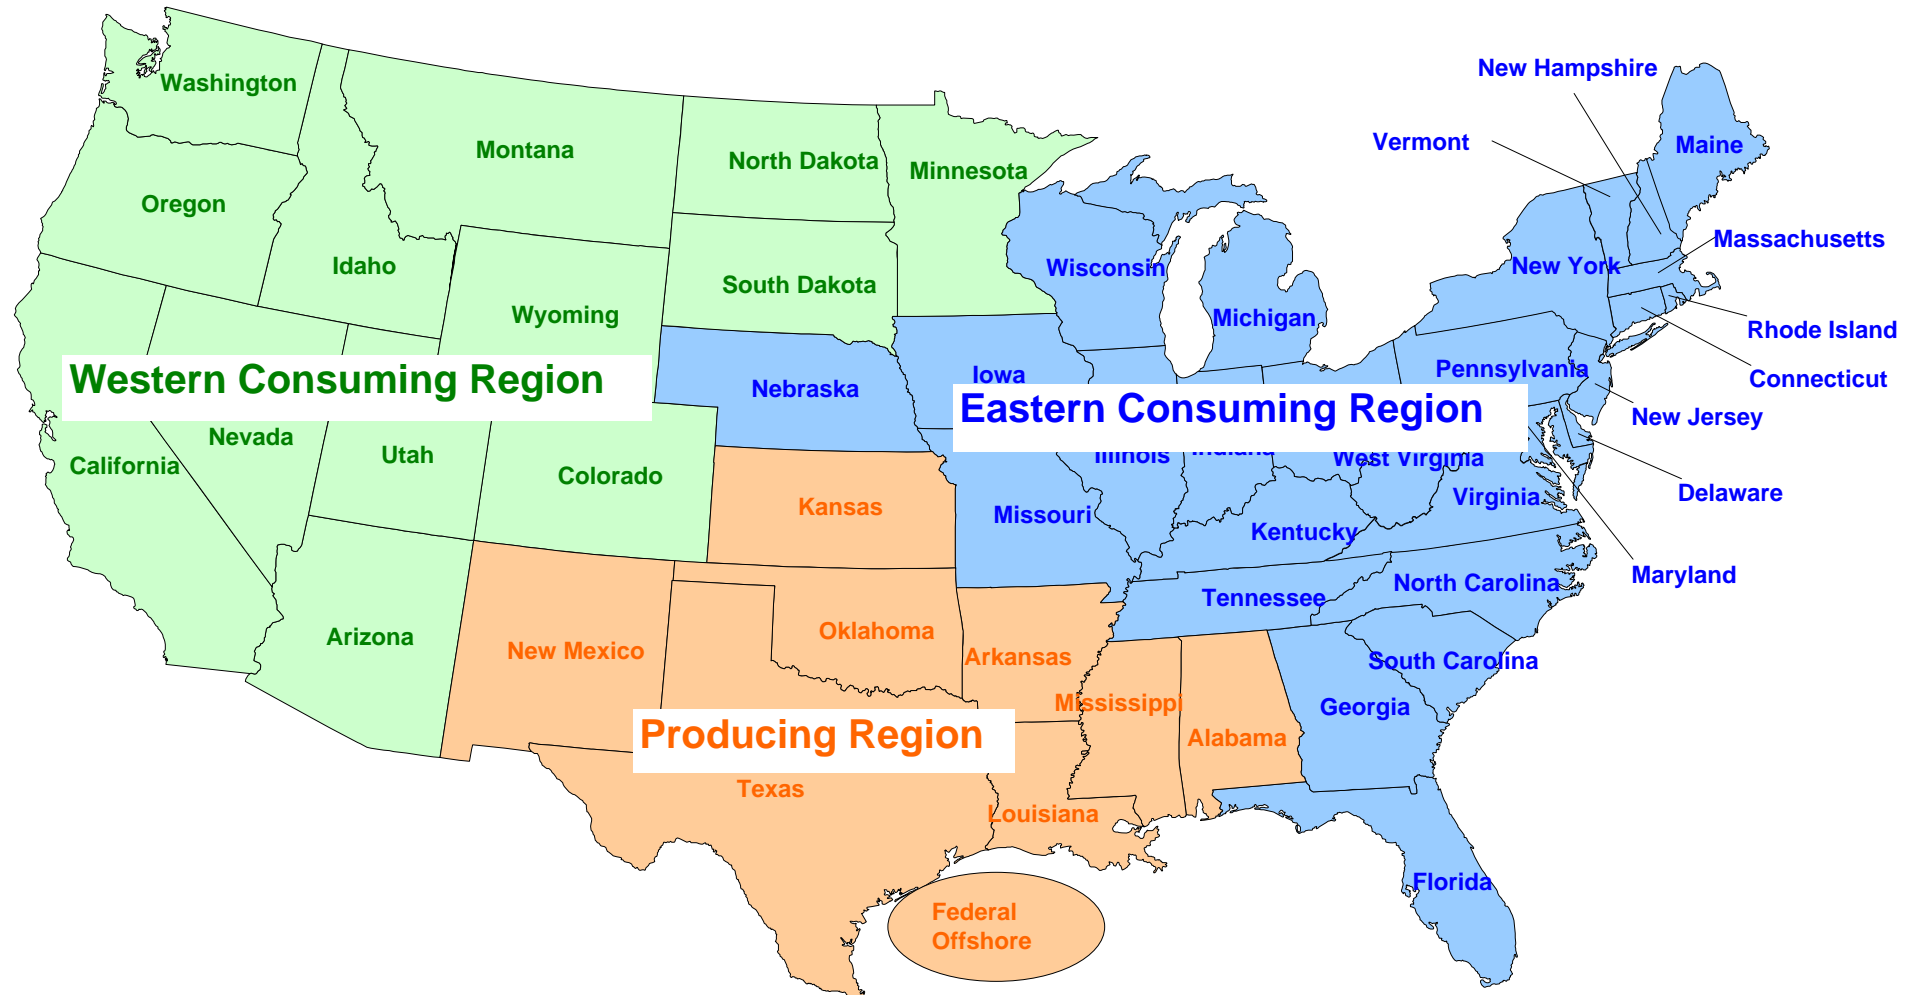 New Hampshire
Washington
Vermont
Maine
Montana
North Dakota
Minnesota
Oregon
Massachusetts
Idaho
Wisconsin
New York
South Dakota
Wyoming
Michigan
Rhode Island
Western Consuming Region
Nebraska
Iowa
Pennsylvania
Connecticut
Eastern Consuming Region
New Jersey
Nevada
Utah
California
Colorado
Illinois
Indiana
West Virginia
Delaware
Virginia
Kansas
Missouri
Kentucky
Maryland
North Carolina
Tennessee
Arizona
New Mexico
Oklahoma
Arkansas
South Carolina
Mississippi
Georgia
Producing Region
Alabama
Texas
Louisiana
Florida
Federal
Offshore